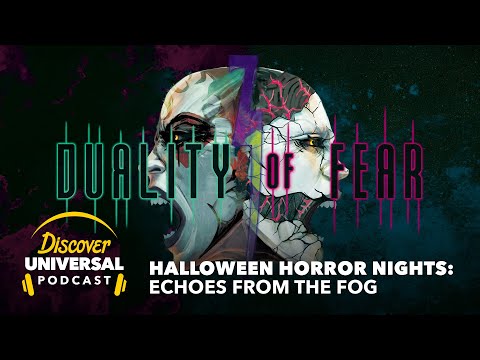 DUALITY OF FEAR
Discover
UNIVERSAL
PODCAST
HALLOWEEN HORROR NIGHTS:
ECHOES FROM THE FOG